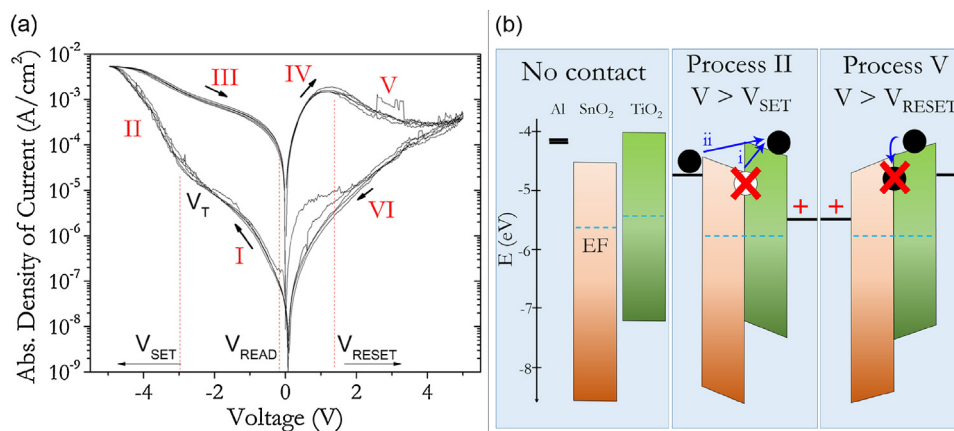 (a)
Abs. Density of Current (A/cm²)
10⁻²
10⁻³
10⁻⁴
10⁻⁵
10⁻⁶
10⁻⁷
10⁻⁸
10⁻⁹
I
II
III
IV
V
VI
V_T
V_SET
V_READ
V_RESET
-4 -2 0 2 4
Voltage (V)
(b)
No contact
Al SnO₂ TiO₂
EF
E (eV)
-4
-5
-6
-7
-8
Process II
V > V_SET
ii
i
+
Process V
V > V_RESET
+